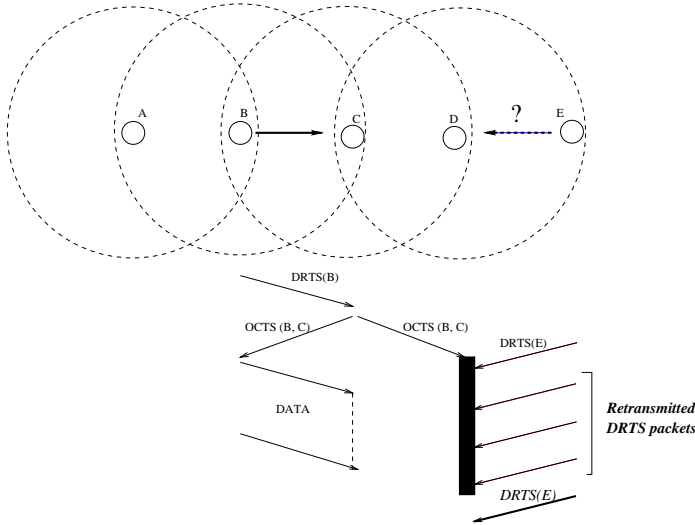 A
B
C
D
E
?
DRTS(B)
OCTS (B, C)
OCTS (B, C)
DRTS(E)
DATA
Retransmitted
DRTS packets
DRTS(E)